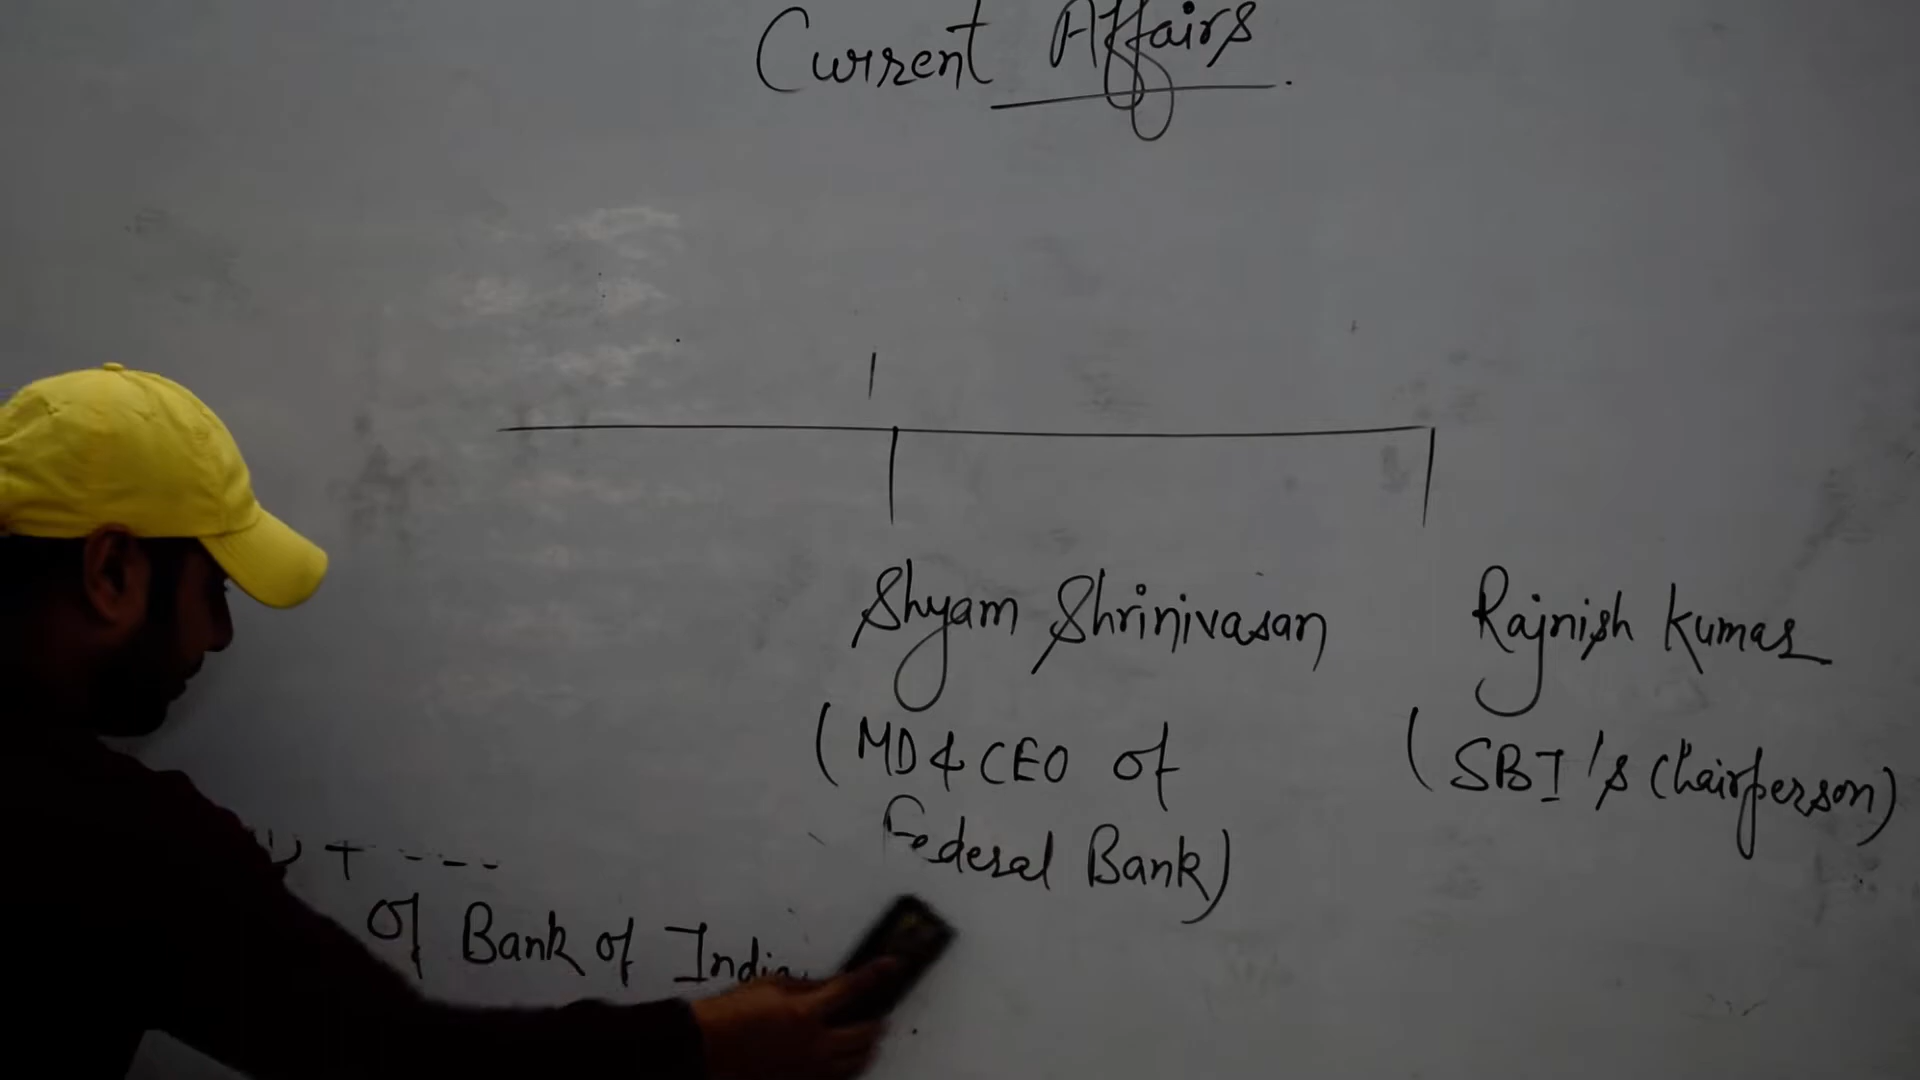 Current Affairs.
Shyam Shrinivasan
(MD & CEO of
Federal Bank)
Rajnish Kumar
(SBI's Chairperson)
Of Bank of India